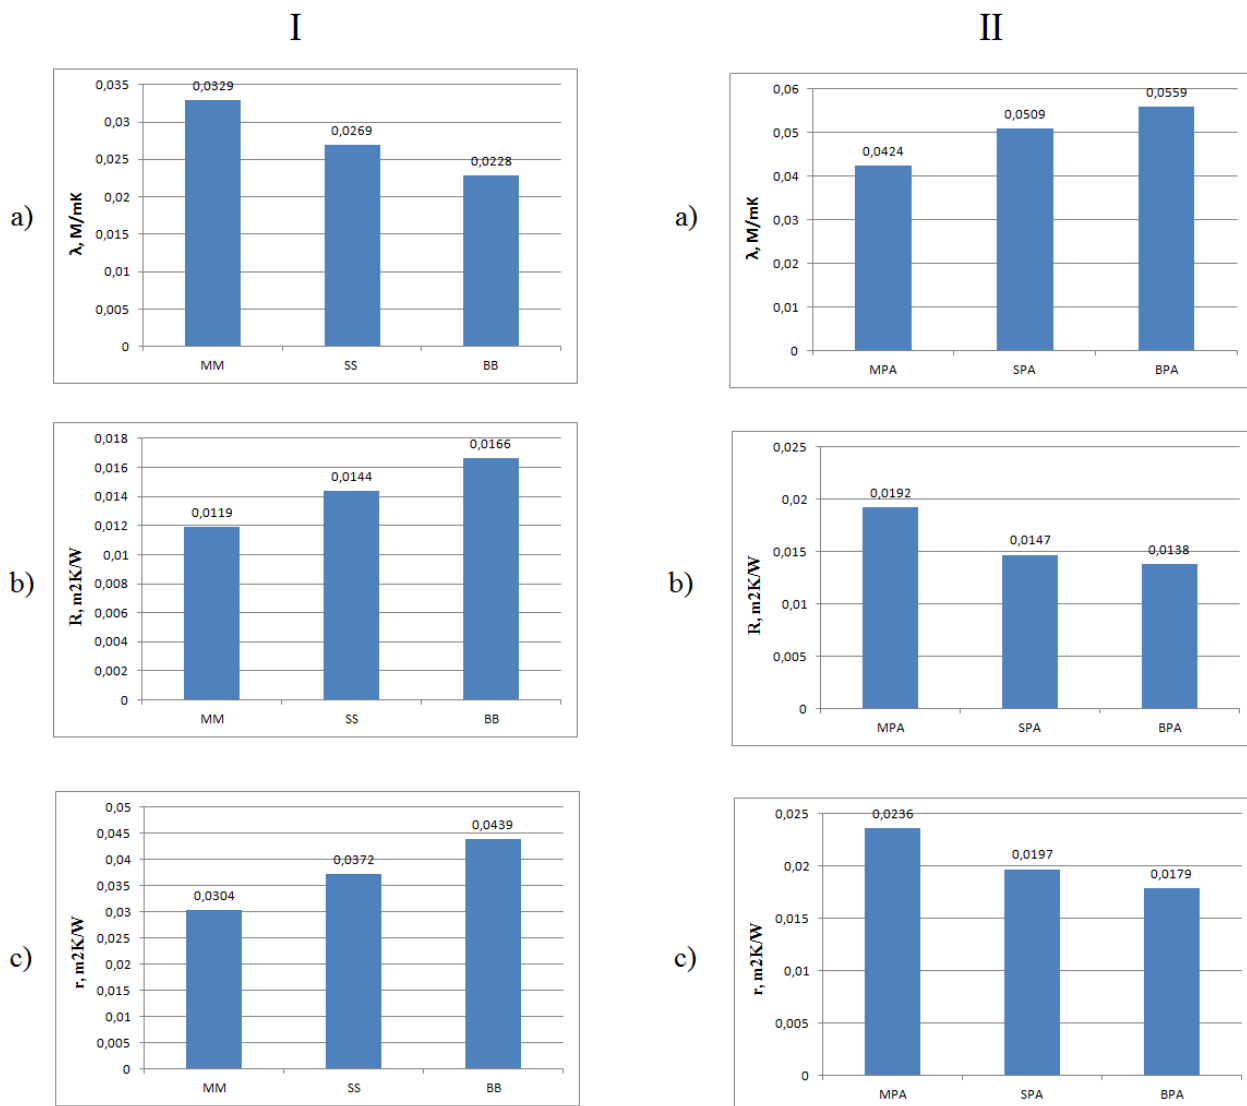 I
II
a)
λ, M/mK
0,035
0,03
0,025
0,02
0,015
0,01
0,005
0
0,0329
0,0269
0,0228
MM
SS
BB
a)
λ, M/mK
0,06
0,05
0,04
0,03
0,02
0,01
0
0,0424
0,0509
0,0559
MPA
SPA
BPA
b)
R, m2K/W
0,018
0,016
0,014
0,012
0,01
0,008
0,006
0,004
0,002
0
0,0119
0,0144
0,0166
MM
SS
BB
b)
R, m2K/W
0,025
0,02
0,015
0,01
0,005
0
0,0192
0,0147
0,0138
MPA
SPA
BPA
c)
r, m2K/W
0,05
0,045
0,04
0,035
0,03
0,025
0,02
0,015
0,01
0,005
0
0,0304
0,0372
0,0439
MM
SS
BB
c)
r, m2K/W
0,025
0,02
0,015
0,01
0,005
0
0,0236
0,0197
0,0179
MPA
SPA
BPA